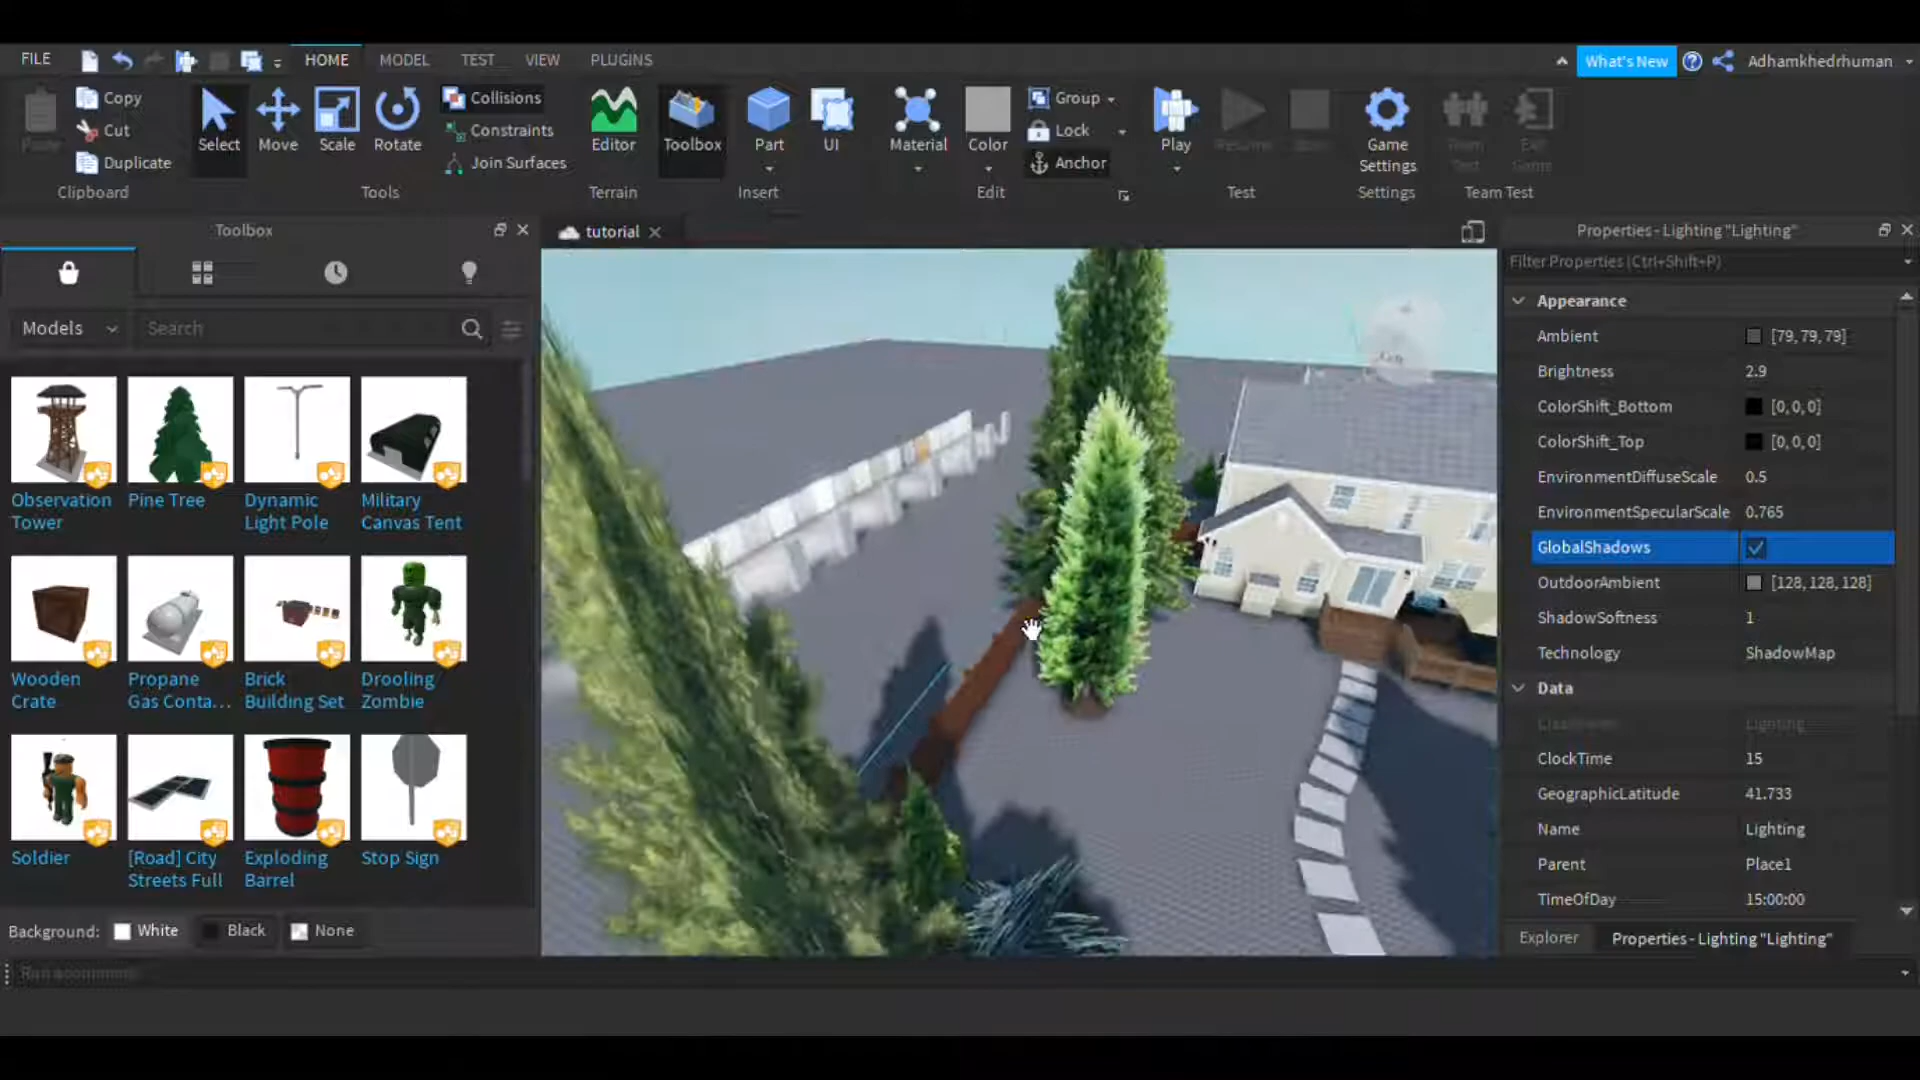 FILE
HOME
MODEL
TEST
VIEW
PLUGINS
What's New
Adhamkhedrhuman
Copy
Cut
Duplicate
Clipboard
Select
Move
Scale
Rotate
Collisions
Constraints
Join Surfaces
Tools
Editor
Terrain
Toolbox
Part
UI
Insert
Material
Color
Group
Lock
Anchor
Edit
Play
Test
Game
Settings
Settings
Team Test
Toolbox
tutorial
Models
Search
Observation
Tower
Pine Tree
Dynamic
Light Pole
Military
Canvas Tent
Wooden
Crate
Propane
Gas Conta...
Brick
Building Set
Drooling
Zombie
Soldier
[Road] City
Streets Full
Exploding
Barrel
Stop Sign
Background:
White
Black
None
Run a command
Properties - Lighting "Lighting"
Filter Properties (Ctrl+Shift+P)
Appearance
Ambient [79, 79, 79]
Brightness 2.9
ColorShift_Bottom [0, 0, 0]
ColorShift_Top [0, 0, 0]
EnvironmentDiffuseScale 0.5
EnvironmentSpecularScale 0.765
GlobalShadows
OutdoorAmbient [128, 128, 128]
ShadowSoftness 1
Technology ShadowMap
Data
ClassName Lighting
ClockTime 15
GeographicLatitude 41.733
Name Lighting
Parent Place1
TimeOfDay 15:00:00
Explorer
Properties - Lighting "Lighting"